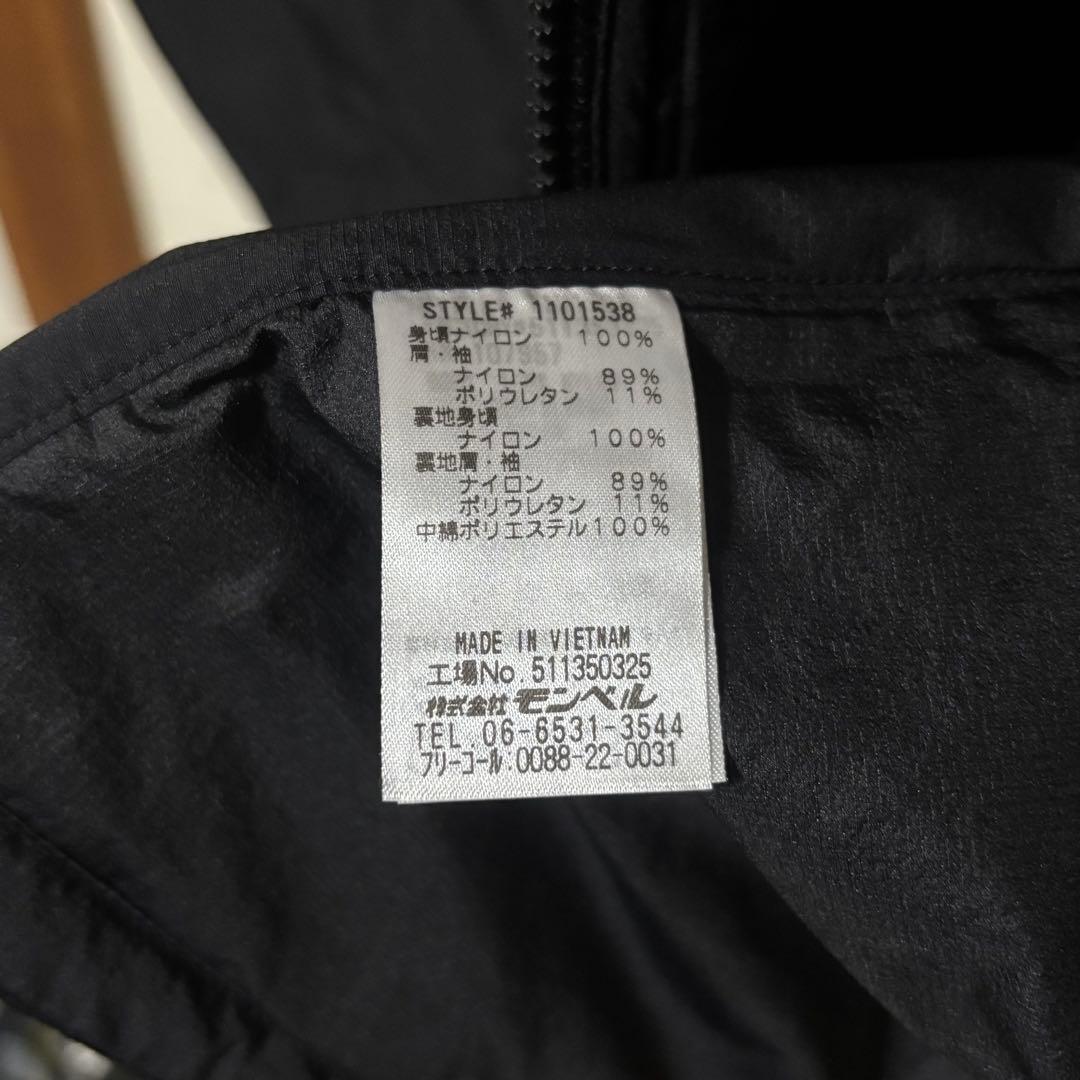 STYLE# 1101538
身頃ナイロン 100%
肩・袖
ナイロン 89%
ポリウレタン 11%
裏地身頃
ナイロン 100%
裏地肩・袖
ナイロン 89%
ポリウレタン 11%
中綿ポリエステル100%
MADE IN VIETNAM
工場No.511350325
株式会社 モンベル
TEL 06-6531-3544
フリーコール:0088-22-0031